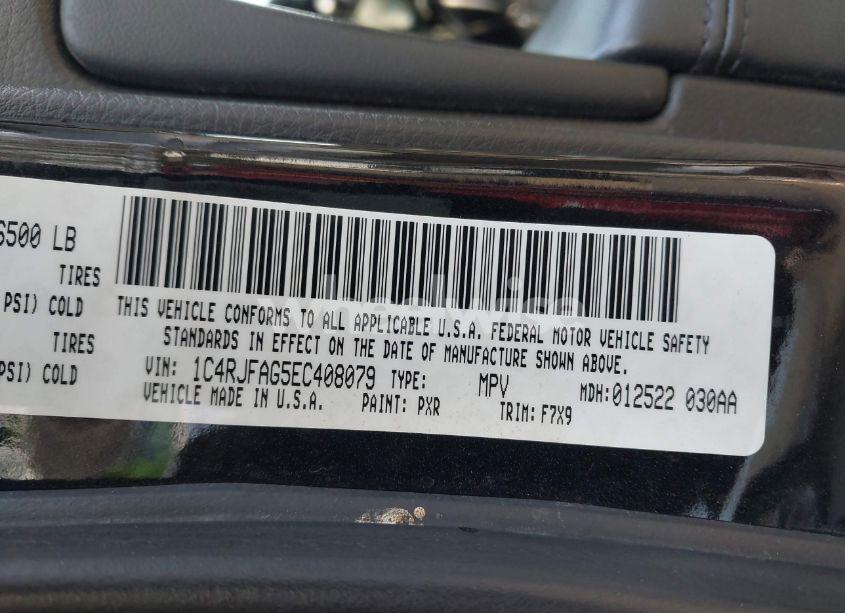 6500 LB
TIRES
PSI) COLD
TIRES
PSI) COLD
THIS VEHICLE CONFORMS TO ALL APPLICABLE U.S.A. FEDERAL MOTOR VEHICLE SAFETY
STANDARDS IN EFFECT ON THE DATE OF MANUFACTURE SHOWN ABOVE.
VIN: 1C4RJFAG5EC408079 TYPE: MPV MDH:012522 030AA
VEHICLE MADE IN U.S.A. PAINT: PXR TRIM: F7X9
wheelwise